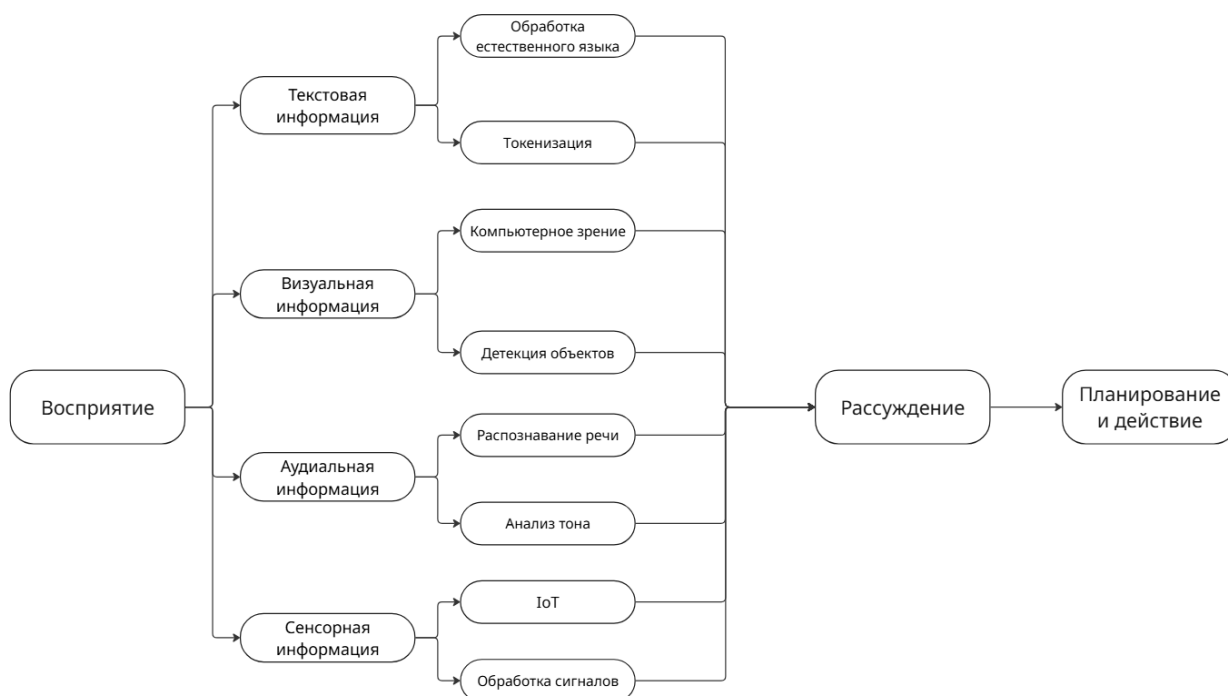 Обработка
естественного языка
Текстовая
информация
Токенизация
Компьютерное зрение
Визуальная
информация
Детекция объектов
Восприятие
Рассуждение
Планирование
и действие
Распознавание речи
Аудиальная
информация
Анализ тона
IoT
Сенсорная
информация
Обработка сигналов